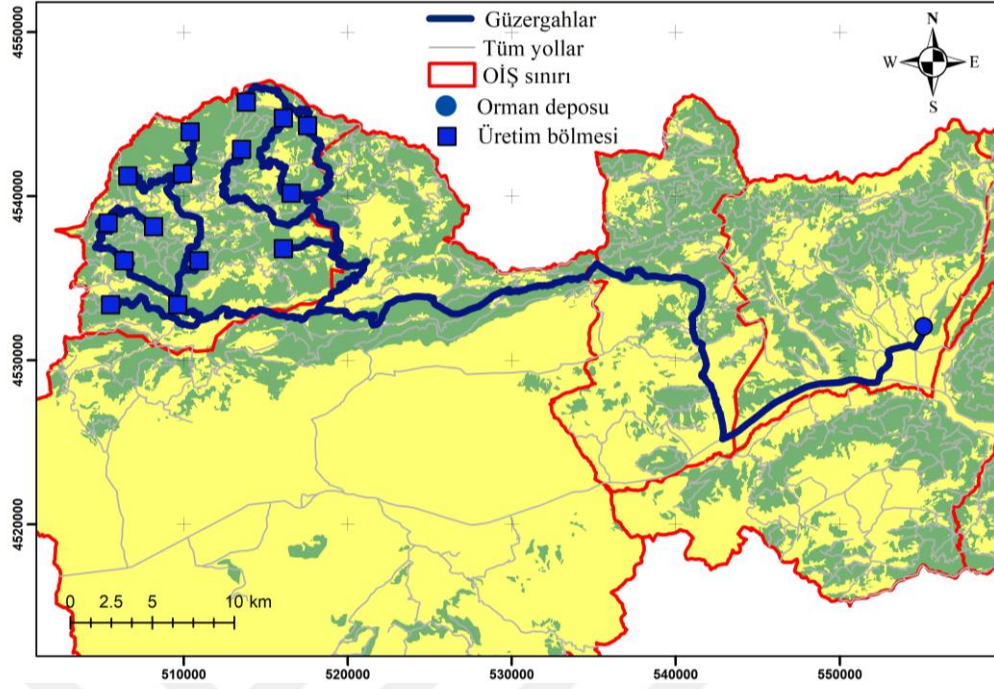 Güzergahlar
Tüm yollar
OİŞ sınırı
Orman deposu
Üretim bölmesi
N
W E
S
4550000
4540000
4530000
4520000
0 2.5 5 10 km
510000 520000 530000 540000 550000